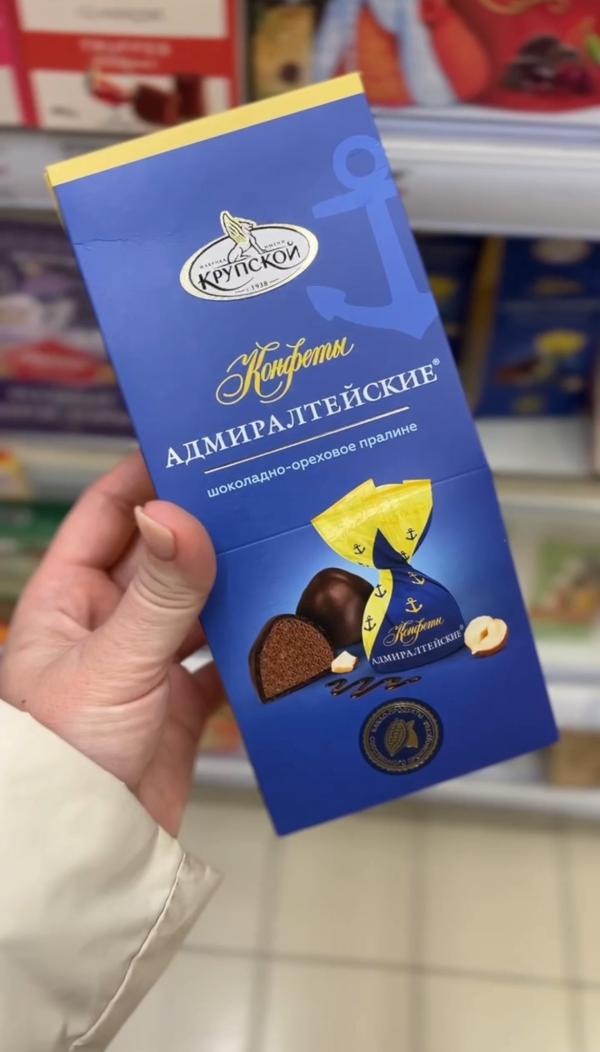 ФАБРИКА ИМЕНИ
КРУПСКОЙ
с 1938
Конфеты
АДМИРАЛТЕЙСКИЕ®
шоколадно-ореховое пралине
Конфеты
АДМИРАЛТЕЙСКИЕ®